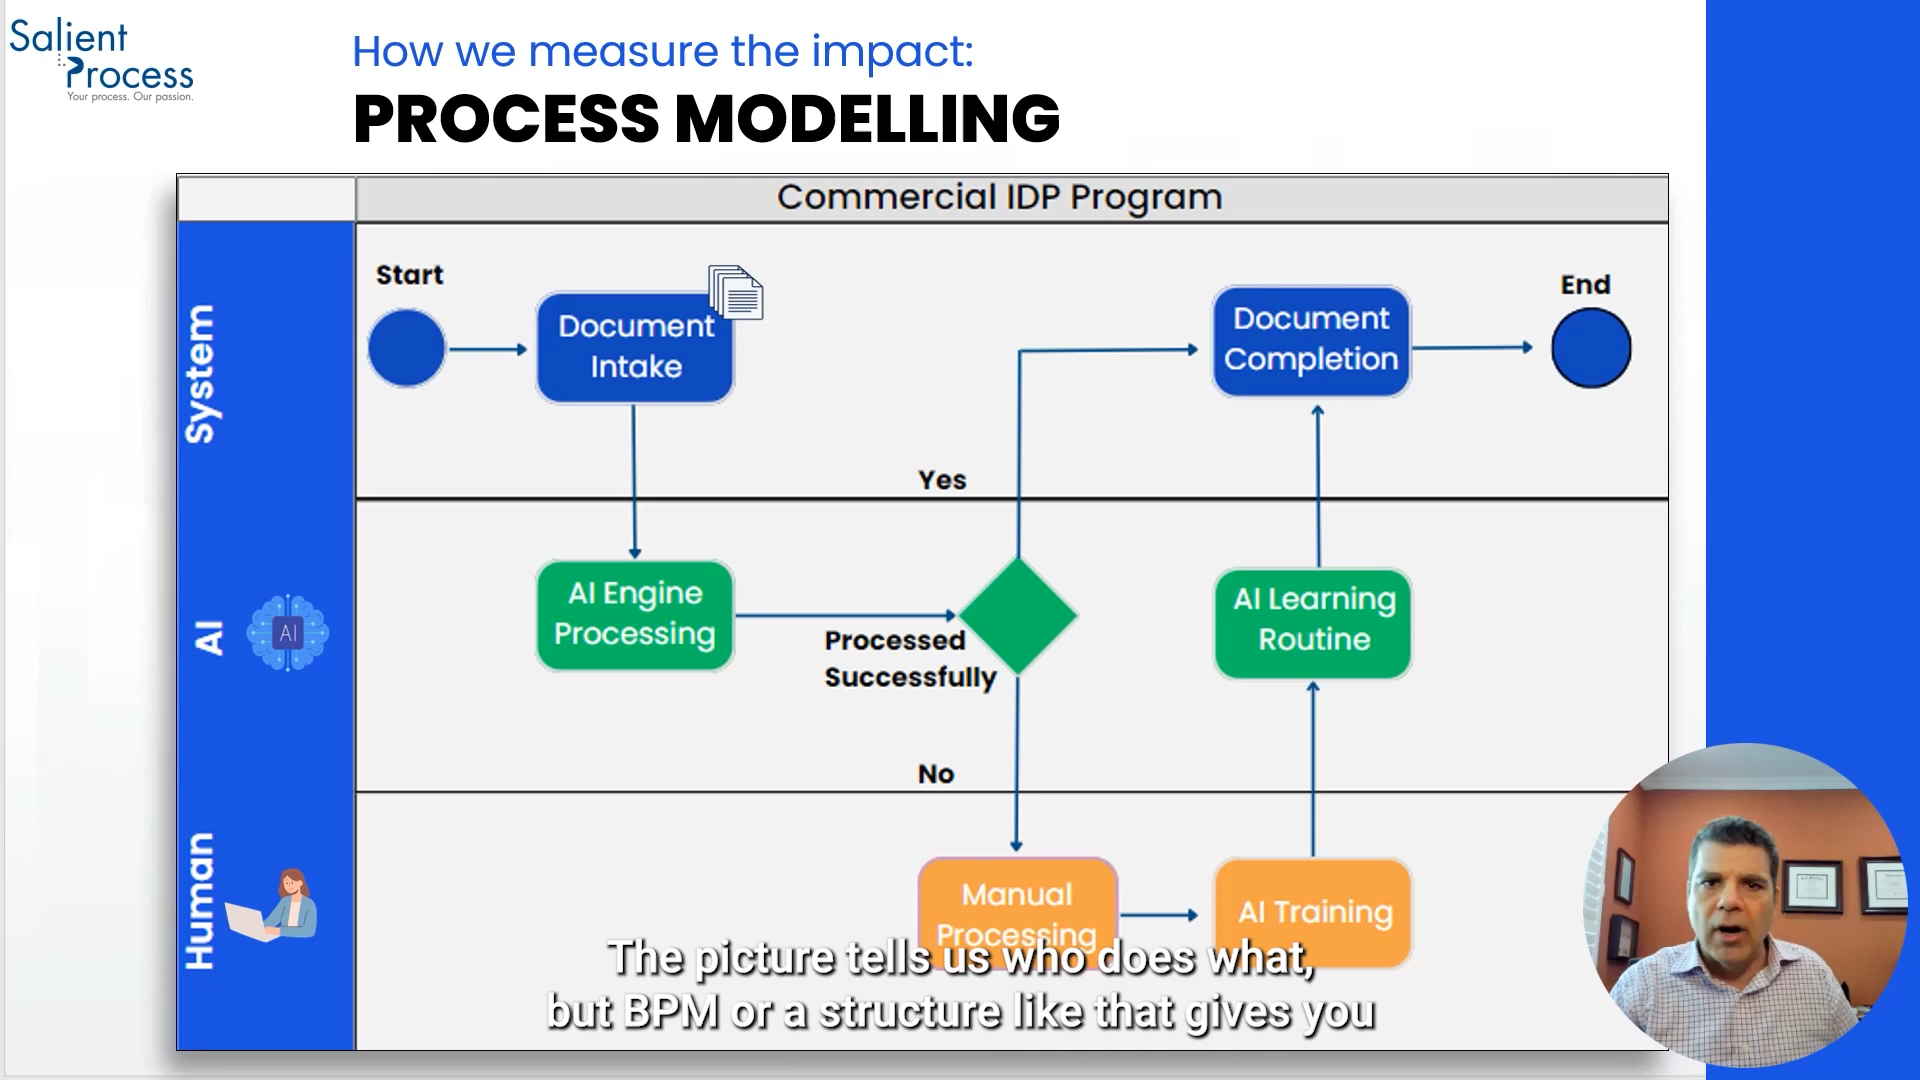 Salient
Process
Your process. Our passion.
How we measure the impact:
PROCESS MODELLING
Commercial IDP Program
System
Start
Document
Intake
Document
Completion
End
Yes
AI
AI
AI Engine
Processing
Processed
Successfully
AI Learning
Routine
No
Human
Manual
Processing
AI Training
The picture tells us who does what,
but BPM or a structure like that gives you